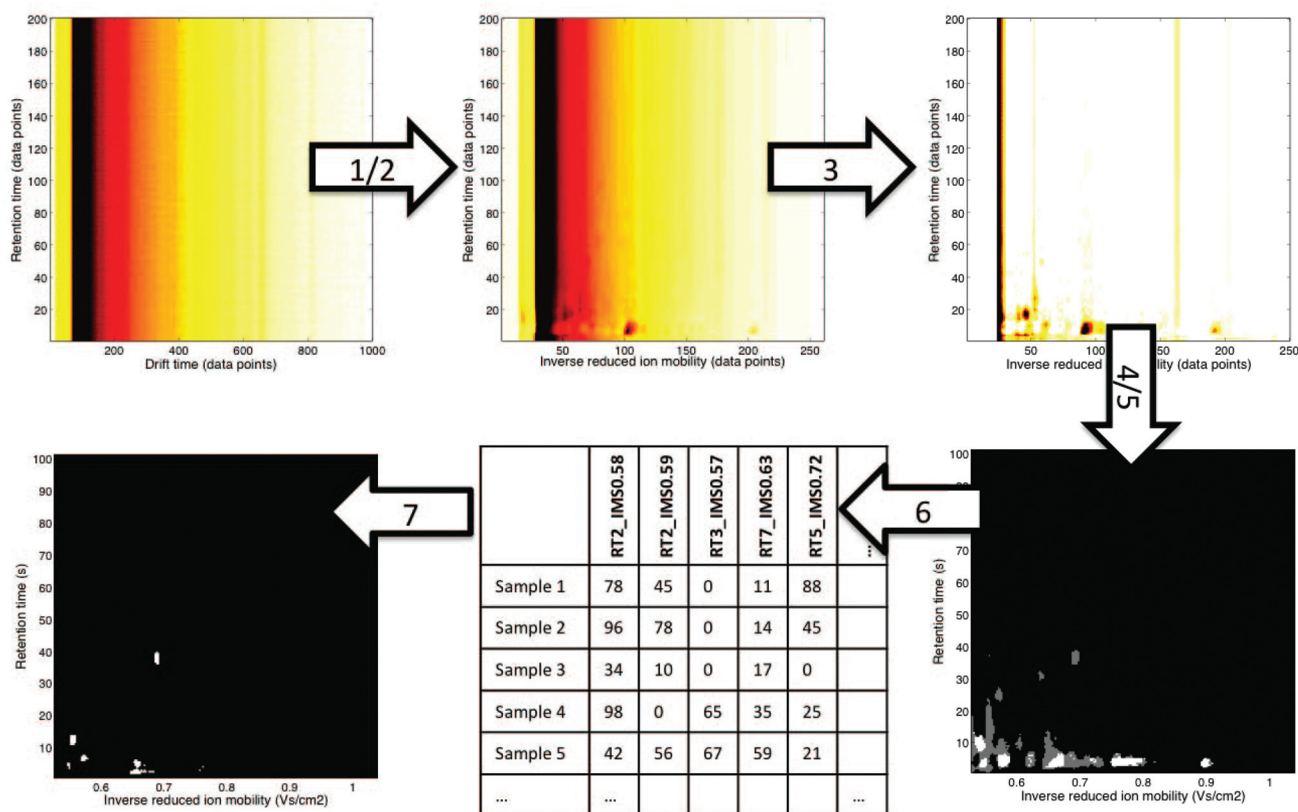 200
180
160
140
120
100
80
60
40
20
Retention time (data points)
200 400 600 800 1000
Drift time (data points)
1/2
200
180
160
140
120
100
80
60
40
20
Retention time (data points)
50 100 150 200 250
Inverse reduced ion mobility (data points)
3
200
180
160
140
120
100
80
60
40
20
Retention time (data points)
50 100 150 200 250
Inverse reduced bility (data points)
4/5
100
90
80
70
60
50
40
30
20
10
Retention time (s)
0.6 0.7 0.8 0.9 1
Inverse reduced ion mobility (Vs/cm2)
7
RT2_IMS0.58 RT2_IMS0.59 RT3_IMS0.57 RT7_IMS0.63 RT5_IMS0.72 ...
Sample 1 78 45 0 11 88
Sample 2 96 78 0 14 45
Sample 3 34 10 0 17 0
Sample 4 98 0 65 35 25
Sample 5 42 56 67 59 21
... ... ...
6
100
90
70
60
50
40
30
20
10
Retention time (s)
0.6 0.7 0.8 0.9 1
Inverse reduced ion mobility (Vs/cm2)